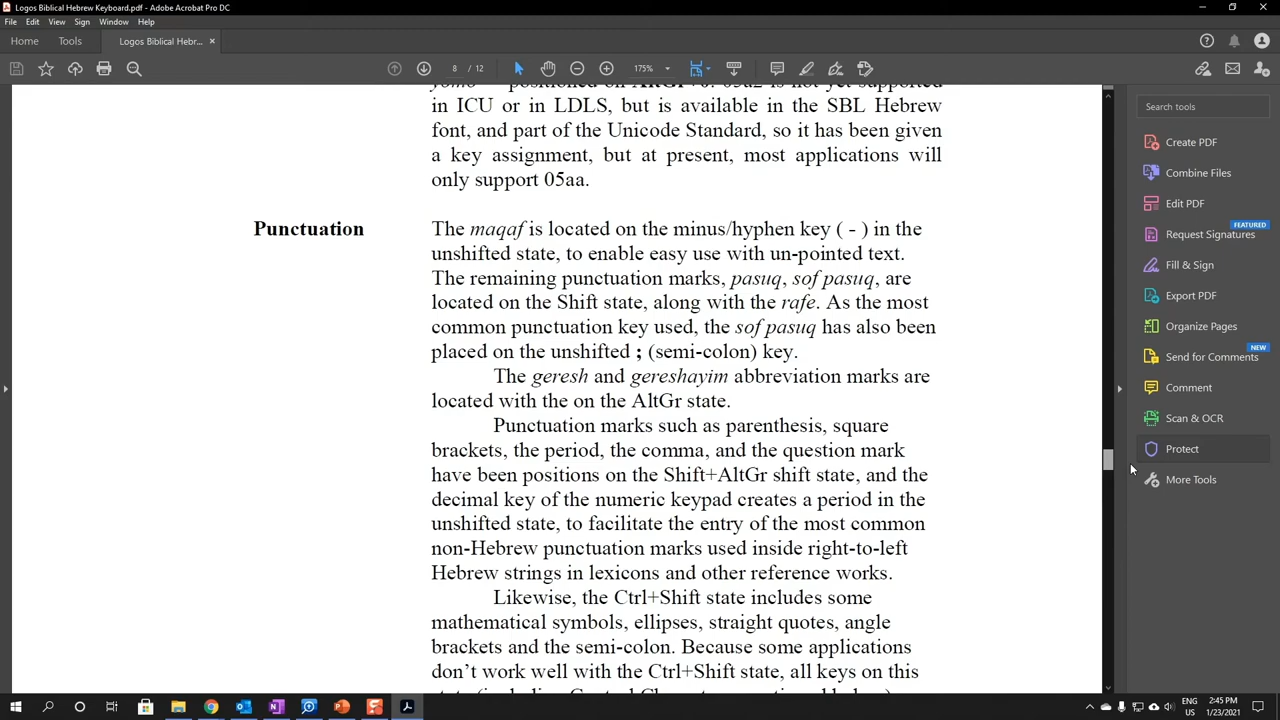 Logos Biblical Hebrew Keyboard.pdf - Adobe Acrobat Pro DC
File Edit View Sign Window Help
Home Tools Logos Biblical Hebr... ×
8 / 12 175%
in ICU or in LDLS, but is available in the SBL Hebrew
font, and part of the Unicode Standard, so it has been given
a key assignment, but at present, most applications will
only support 05aa.
Punctuation
The maqaf is located on the minus/hyphen key ( - ) in the
unshifted state, to enable easy use with un-pointed text.
The remaining punctuation marks, pasuq, sof pasuq, are
located on the Shift state, along with the rafe. As the most
common punctuation key used, the sof pasuq has also been
placed on the unshifted ; (semi-colon) key.
The geresh and gereshayim abbreviation marks are
located with the on the AltGr state.
Punctuation marks such as parenthesis, square
brackets, the period, the comma, and the question mark
have been positions on the Shift+AltGr shift state, and the
decimal key of the numeric keypad creates a period in the
unshifted state, to facilitate the entry of the most common
non-Hebrew punctuation marks used inside right-to-left
Hebrew strings in lexicons and other reference works.
Likewise, the Ctrl+Shift state includes some
mathematical symbols, ellipses, straight quotes, angle
brackets and the semi-colon. Because some applications
don't work well with the Ctrl+Shift state, all keys on this
Search tools
Create PDF
Combine Files
Edit PDF
FEATURED
Request Signatures
Fill & Sign
Export PDF
Organize Pages
NEW
Send for Comments
Comment
Scan & OCR
Protect
More Tools
ENG
US
2:45 PM
1/23/2021